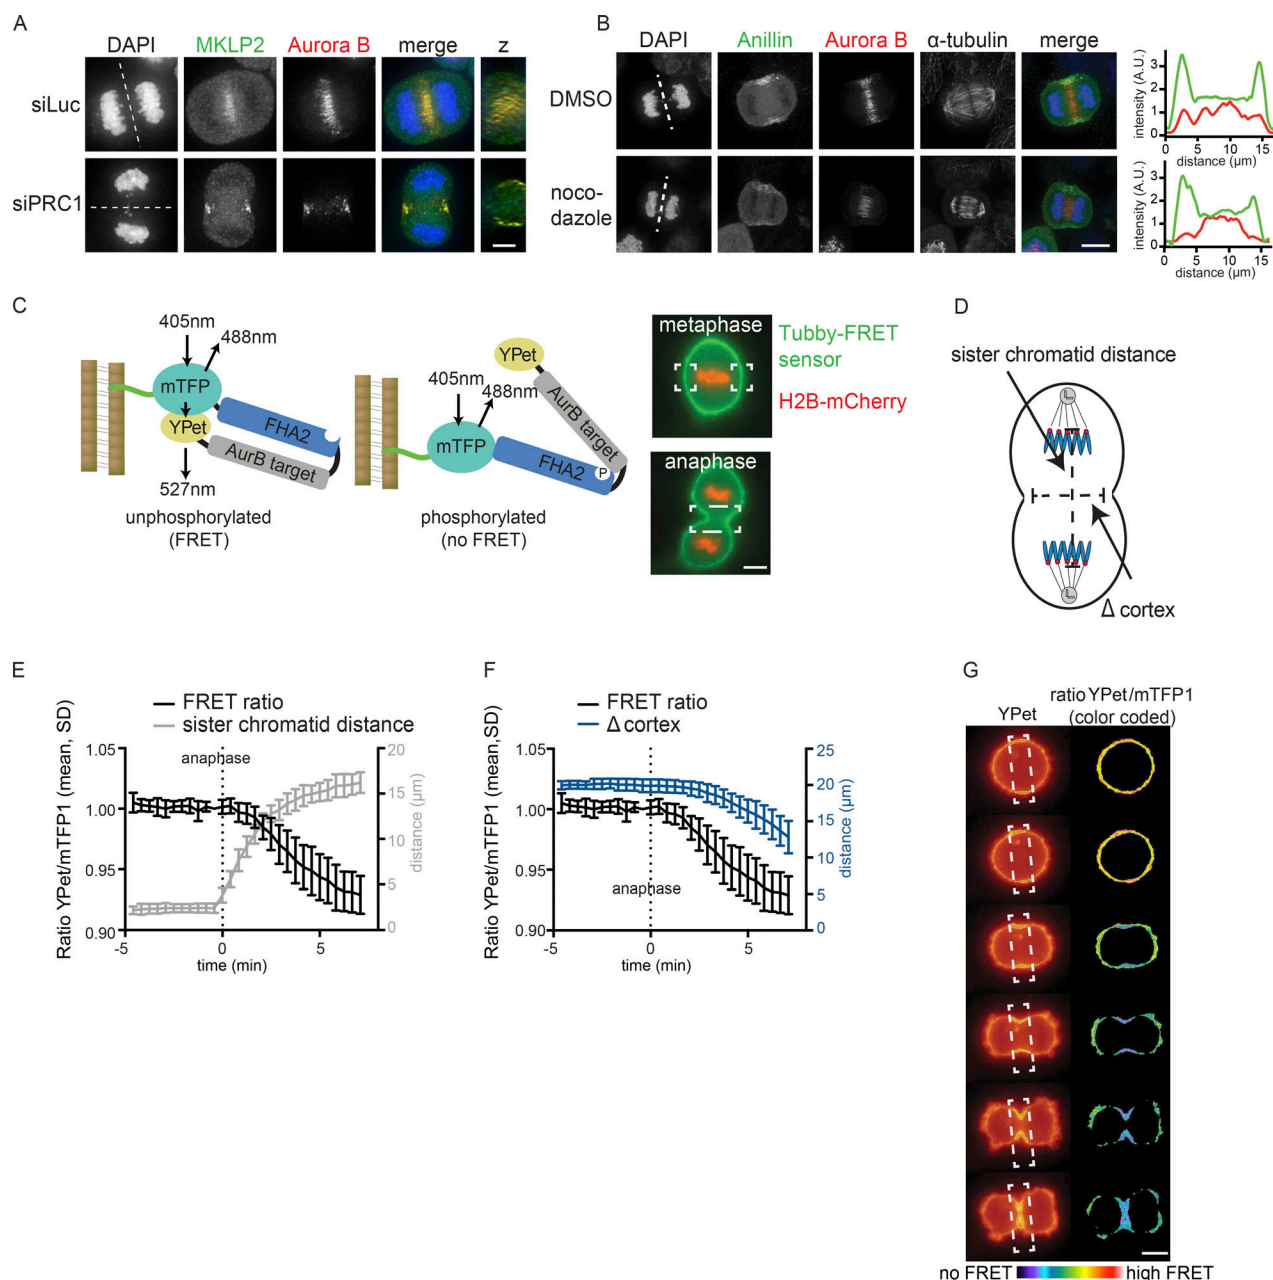 A
DAPI MKLP2 Aurora B merge z
siLuc
siPRC1
B
DAPI Anillin Aurora B α-tubulin merge
DMSO
noco-
dazole
intensity (A.U.)
3
2
1
0
0 5 10 15
distance (µm)
intensity (A.U.)
3
2
1
0
0 5 10 15
distance (µm)
C
405nm
488nm
mTFP
YPet
FHA2
AurB target
527nm
unphosphorylated
(FRET)
YPet
405nm
488nm
AurB target
mTFP
FHA2
P
phosphorylated
(no FRET)
metaphase
anaphase
Tubby-FRET
sensor
H2B-mCherry
D
sister chromatid distance
Δ cortex
E
FRET ratio
sister chromatid distance
Ratio YPet/mTFP1 (mean, SD)
1.05
1.00
0.95
0.90
anaphase
20
15
10
5
0
distance (µm)
-5 0 5
time (min)
F
FRET ratio
Δ cortex
Ratio YPet/mTFP1 (mean,SD)
1.05
1.00
0.95
0.90
anaphase
25
20
15
10
5
0
distance (µm)
-5 0 5
time (min)
G
YPet
ratio YPet/mTFP1
(color coded)
no FRET high FRET